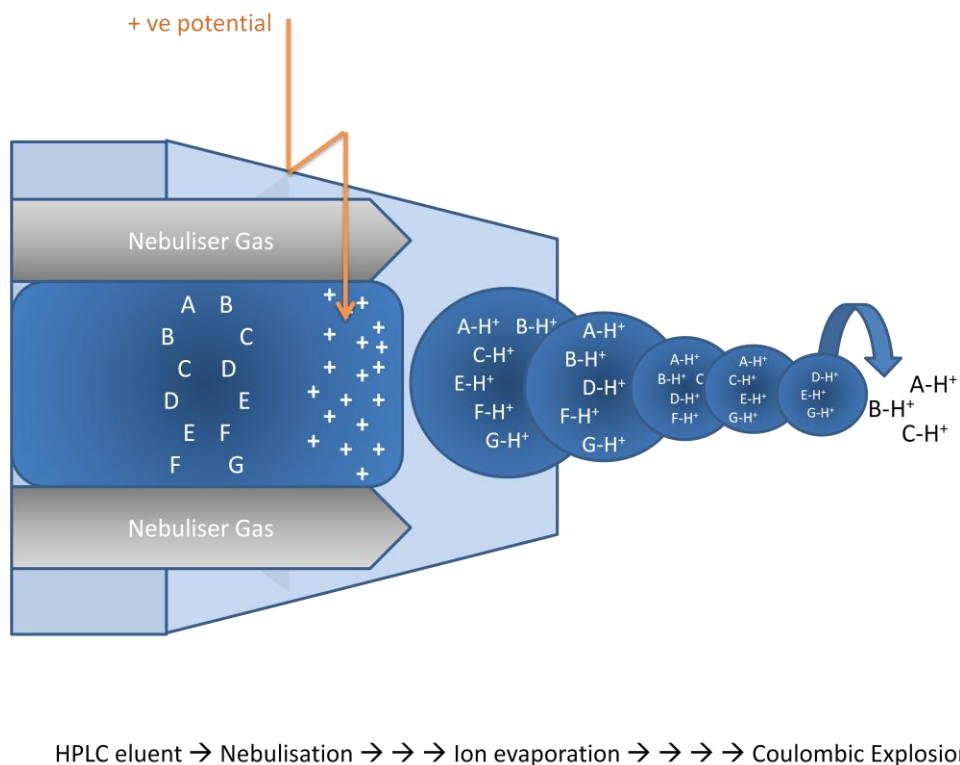 + ve potential
Nebuliser Gas
A B
B C
C D
D E
E F
F G
+ + + + + + + + + + + + + + + + + +
A-H⁺ B-H⁺
C-H⁺
E-H⁺
F-H⁺
G-H⁺
A-H⁺
B-H⁺
D-H⁺
F-H⁺
G-H⁺
A-H⁺
B-H⁺ C
D-H⁺
F-H⁺
A-H⁺
C-H⁺
E-H⁺
G-H⁺
D-H⁺
E-H⁺
G-H⁺
A-H⁺
B-H⁺
C-H⁺
Nebuliser Gas
HPLC eluent → Nebulisation → → → Ion evaporation → → → → Coulombic Explosion